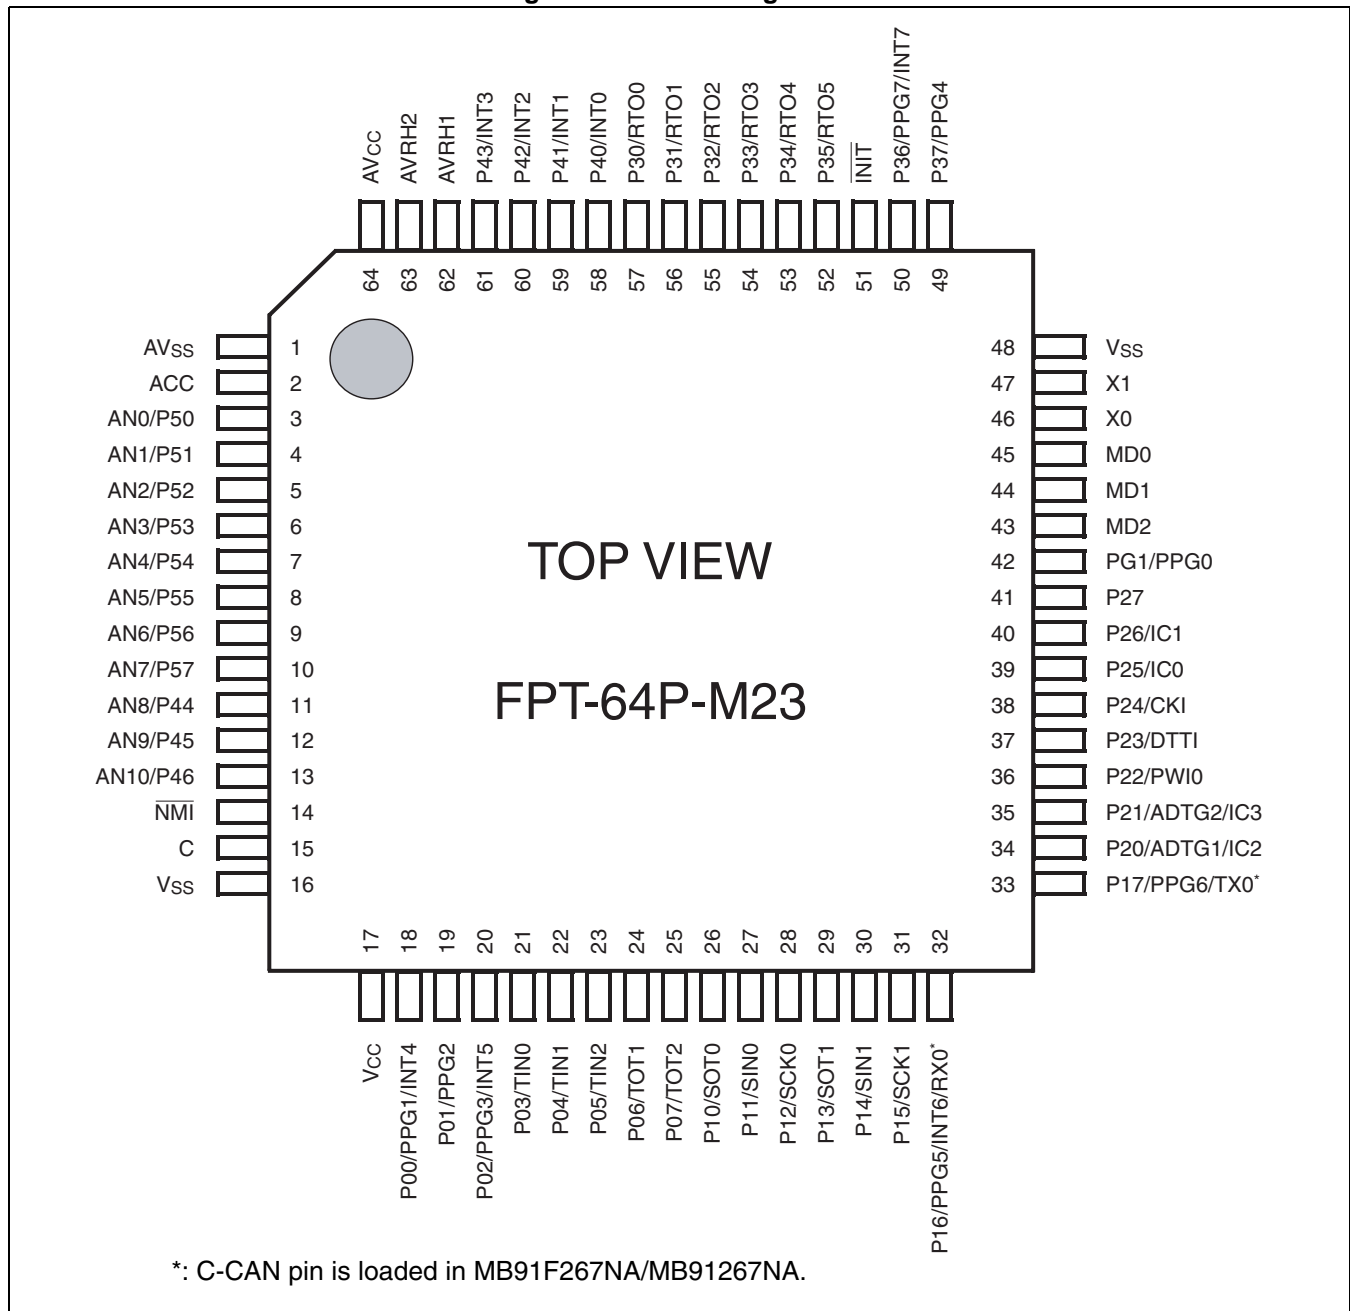 AVCC
AVRH2
AVRH1
P43/INT3
P42/INT2
P41/INT1
P40/INT0
P30/RTO0
P31/RTO1
P32/RTO2
P33/RTO3
P34/RTO4
P35/RTO5
INIT
P36/PPG7/INT7
P37/PPG4
64 63 62 61 60 59 58 57 56 55 54 53 52 51 50 49
AVSS 1
ACC 2
AN0/P50 3
AN1/P51 4
AN2/P52 5
AN3/P53 6
AN4/P54 7
AN5/P55 8
AN6/P56 9
AN7/P57 10
AN8/P44 11
AN9/P45 12
AN10/P46 13
NMI 14
C 15
VSS 16
TOP VIEW
FPT-64P-M23
48 VSS
47 X1
46 X0
45 MD0
44 MD1
43 MD2
42 PG1/PPG0
41 P27
40 P26/IC1
39 P25/IC0
38 P24/CKI
37 P23/DTTI
36 P22/PWI0
35 P21/ADTG2/IC3
34 P20/ADTG1/IC2
33 P17/PPG6/TX0*
17 18 19 20 21 22 23 24 25 26 27 28 29 30 31 32
VCC
P00/PPG1/INT4
P01/PPG2
P02/PPG3/INT5
P03/TIN0
P04/TIN1
P05/TIN2
P06/TOT1
P07/TOT2
P10/SOT0
P11/SIN0
P12/SCK0
P13/SOT1
P14/SIN1
P15/SCK1
P16/PPG5/INT6/RX0*
*: C-CAN pin is loaded in MB91F267NA/MB91267NA.